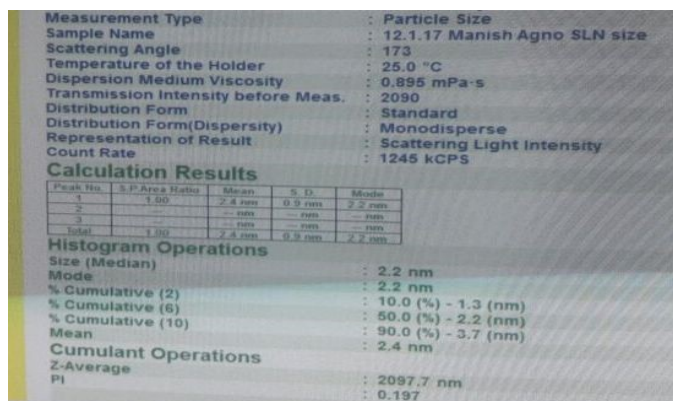 Measurement Type : Particle Size
Sample Name : 12.1.17 Manish Agno SLN size
Scattering Angle : 173
Temperature of the Holder : 25.0 °C
Dispersion Medium Viscosity : 0.895 mPa·s
Transmission Intensity before Meas. : 2090
Distribution Form : Standard
Distribution Form(Dispersity) : Monodisperse
Representation of Result : Scattering Light Intensity
Count Rate : 1245 kCPS
Calculation Results
Peak No. S.P.Area Ratio Mean S. D. Mode
1 1.00 2.4 nm 0.9 nm 2.2 nm
2 --- --- nm --- nm --- nm
3 --- --- nm --- nm --- nm
Total 1.00 2.4 nm 0.9 nm 2.2 nm
Histogram Operations
Size (Median) : 2.2 nm
Mode : 2.2 nm
% Cumulative (2) : 10.0 (%) - 1.3 (nm)
% Cumulative (6) : 50.0 (%) - 2.2 (nm)
% Cumulative (10) : 90.0 (%) - 3.7 (nm)
Mean : 2.4 nm
Cumulant Operations
Z-Average : 2097.7 nm
PI : 0.197